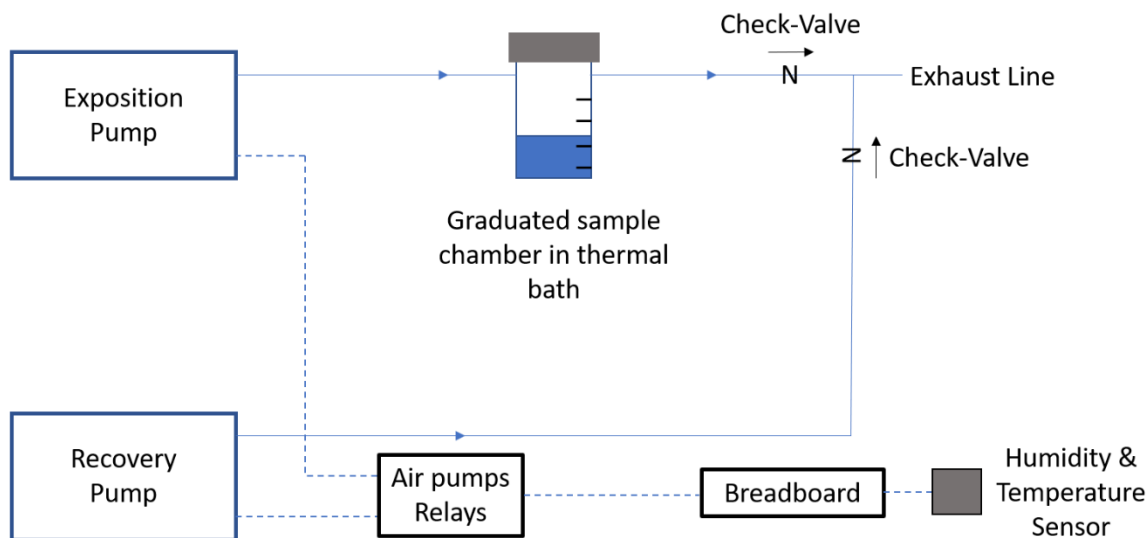 Check-Valve
N
Exposition
Pump
Exhaust Line
N
Check-Valve
Graduated sample
chamber in thermal
bath
Recovery
Pump
Air pumps
Relays
Breadboard
Humidity &
Temperature
Sensor